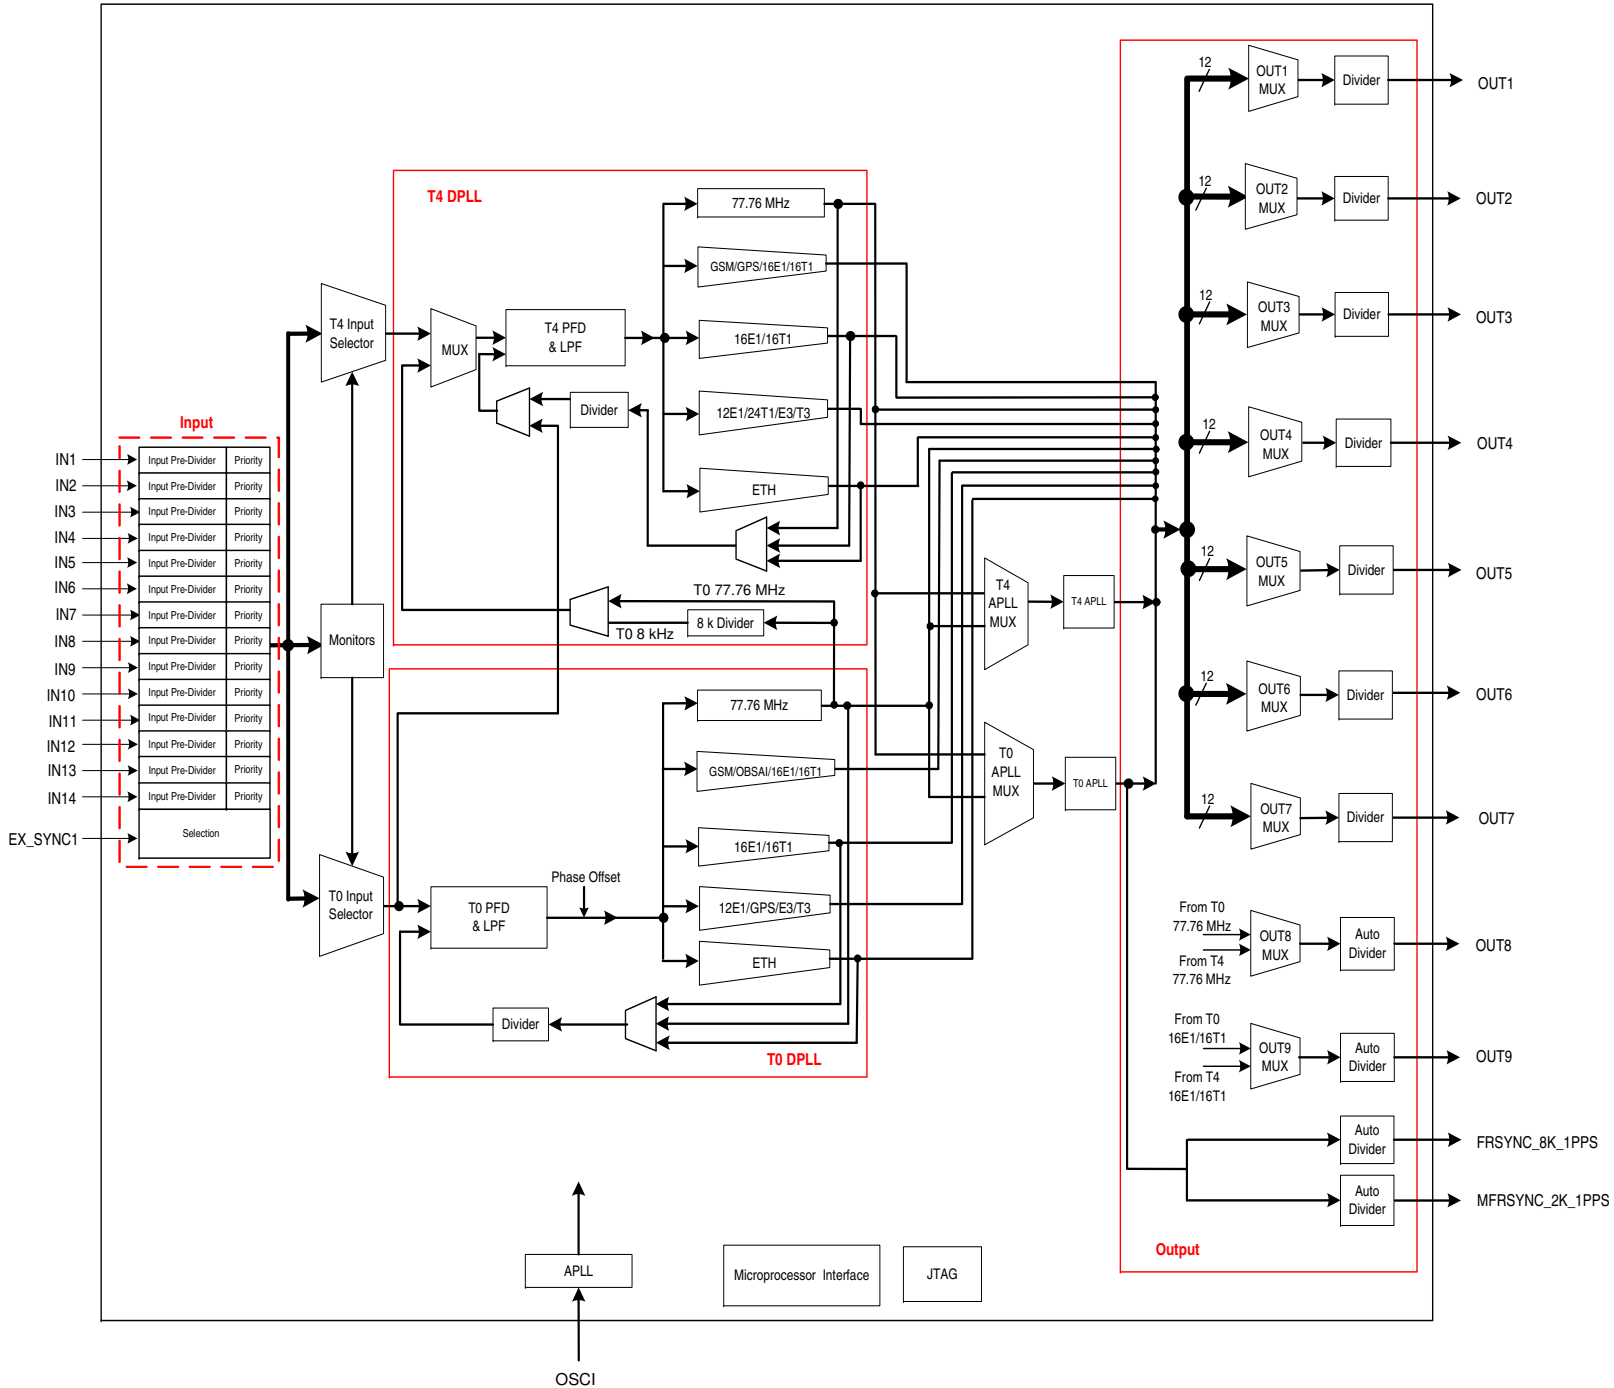 Input
IN1
IN2
IN3
IN4
IN5
IN6
IN7
IN8
IN9
IN10
IN11
IN12
IN13
IN14
EX_SYNC1
Input Pre-Divider Priority
Input Pre-Divider Priority
Input Pre-Divider Priority
Input Pre-Divider Priority
Input Pre-Divider Priority
Input Pre-Divider Priority
Input Pre-Divider Priority
Input Pre-Divider Priority
Input Pre-Divider Priority
Input Pre-Divider Priority
Input Pre-Divider Priority
Input Pre-Divider Priority
Input Pre-Divider Priority
Input Pre-Divider Priority
Selection
T4 Input
Selector
Monitors
T0 Input
Selector
T4 DPLL
MUX
T4 PFD
& LPF
Divider
77.76 MHz
GSM/GPS/16E1/16T1
16E1/16T1
12E1/24T1/E3/T3
ETH
T0 77.76 MHz
8 k Divider
T0 8 kHz
T0 DPLL
T0 PFD
& LPF
Phase Offset
Divider
77.76 MHz
GSM/OBSAI/16E1/16T1
16E1/16T1
12E1/GPS/E3/T3
ETH
T4
APLL
MUX
T4 APLL
T0
APLL
MUX
T0 APLL
Output
12
OUT1
MUX
Divider
OUT1
12
OUT2
MUX
Divider
OUT2
12
OUT3
MUX
Divider
OUT3
12
OUT4
MUX
Divider
OUT4
12
OUT5
MUX
Divider
OUT5
12
OUT6
MUX
Divider
OUT6
12
OUT7
MUX
Divider
OUT7
From T0
77.76 MHz
From T4
77.76 MHz
OUT8
MUX
Auto
Divider
OUT8
From T0
16E1/16T1
From T4
16E1/16T1
OUT9
MUX
Auto
Divider
OUT9
Auto
Divider
FRSYNC_8K_1PPS
Auto
Divider
MFRSYNC_2K_1PPS
APLL
OSCI
Microprocessor Interface
JTAG